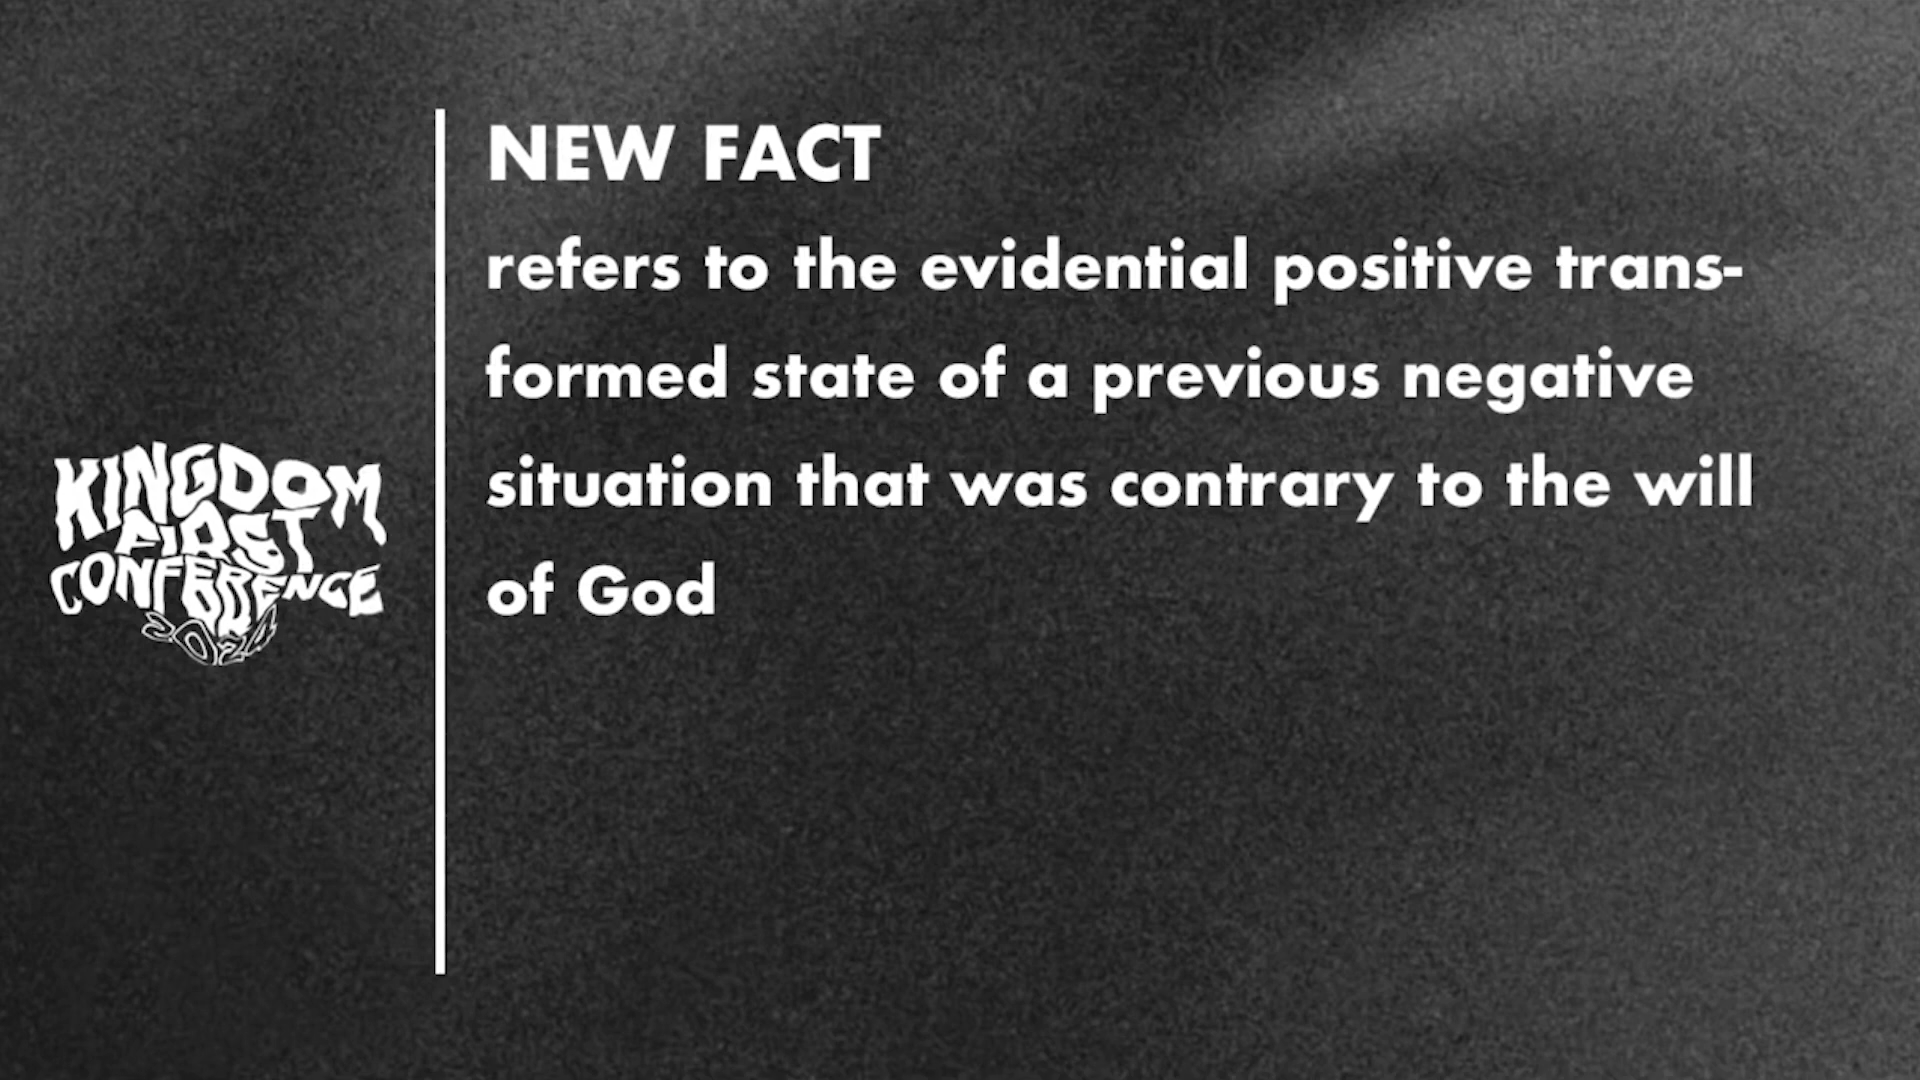 NEW FACT
refers to the evidential positive trans-
formed state of a previous negative
situation that was contrary to the will
of God
KINGDOM
FIRST
CONFERENCE
2024